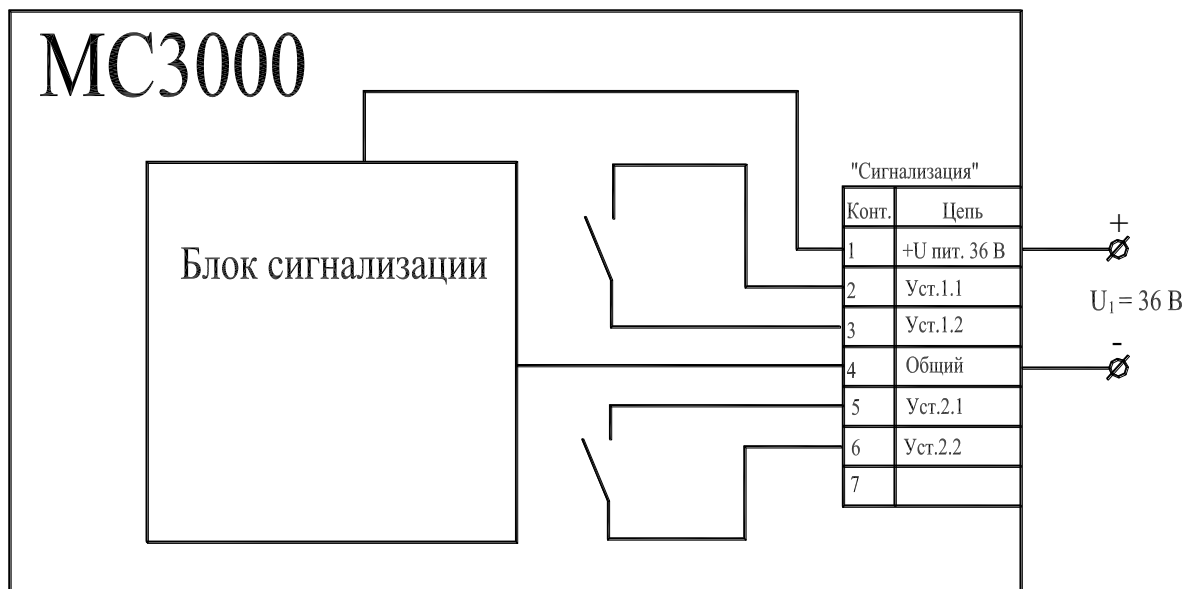 МС3000
Блок сигнализации
"Сигнализация"
Конт. Цепь
1 +U пит. 36 В
2 Уст.1.1
3 Уст.1.2
4 Общий
5 Уст.2.1
6 Уст.2.2
7
+
U₁ = 36 В
-